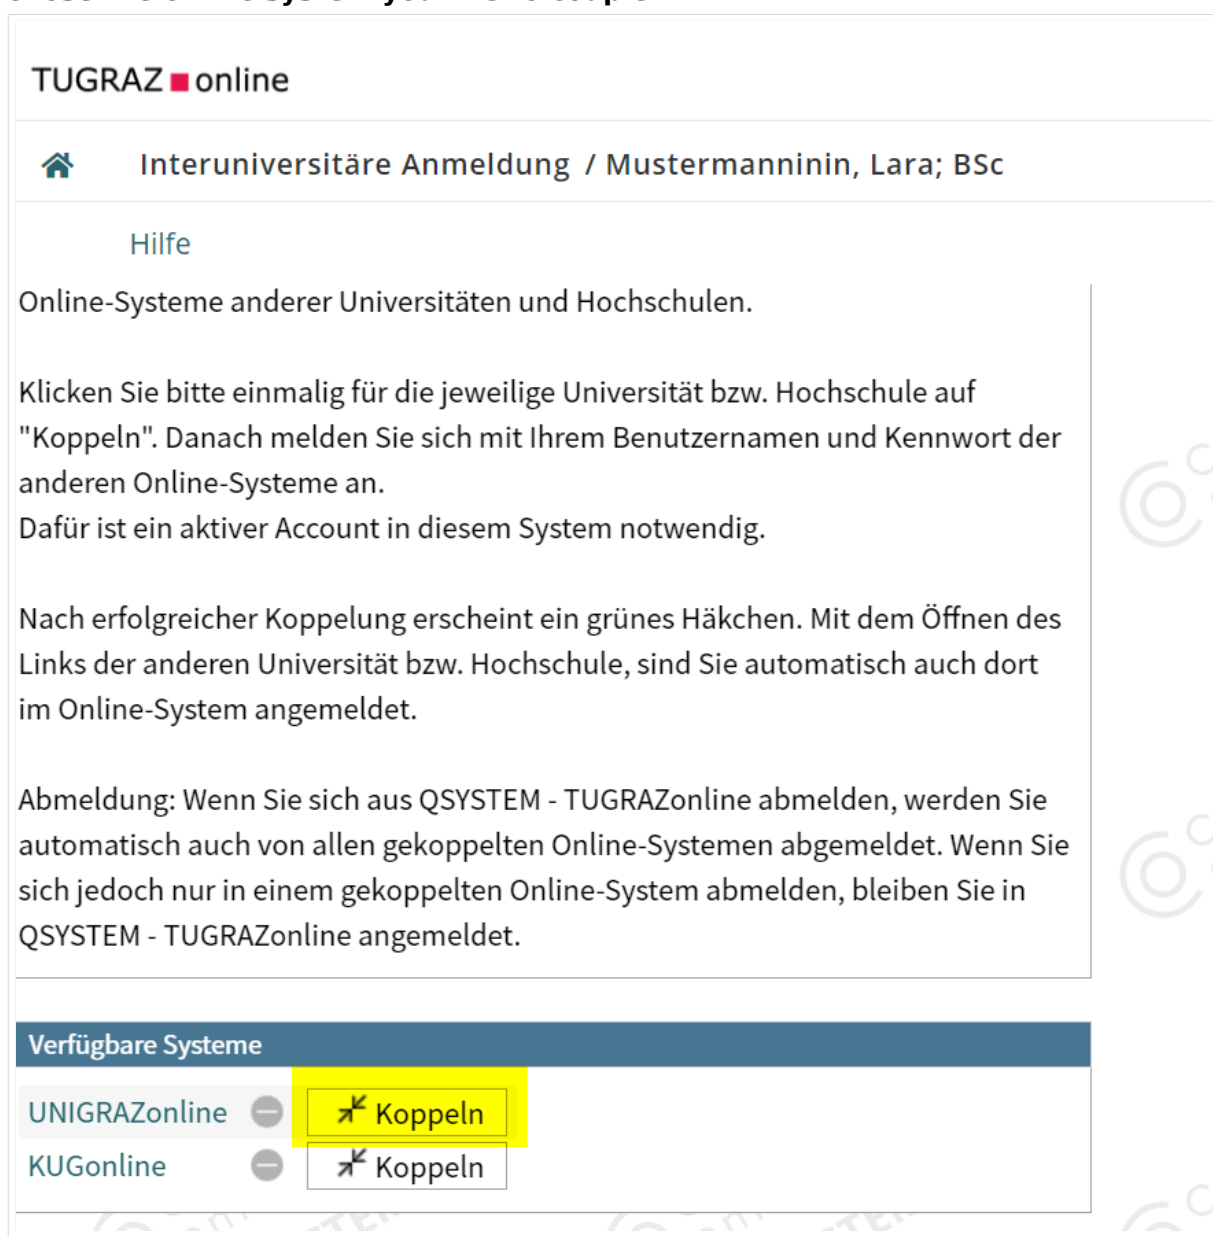 TUGRAZ online
Interuniversitäre Anmeldung / Mustermanninin, Lara; BSc
Hilfe
Online-Systeme anderer Universitäten und Hochschulen.
Klicken Sie bitte einmalig für die jeweilige Universität bzw. Hochschule auf
"Koppeln". Danach melden Sie sich mit Ihrem Benutzernamen und Kennwort der
anderen Online-Systeme an.
Dafür ist ein aktiver Account in diesem System notwendig.
Nach erfolgreicher Koppelung erscheint ein grünes Häkchen. Mit dem Öffnen des
Links der anderen Universität bzw. Hochschule, sind Sie automatisch auch dort
im Online-System angemeldet.
Abmeldung: Wenn Sie sich aus QSYSTEM - TUGRAZonline abmelden, werden Sie
automatisch auch von allen gekoppelten Online-Systemen abgemeldet. Wenn Sie
sich jedoch nur in einem gekoppelten Online-System abmelden, bleiben Sie in
QSYSTEM - TUGRAZonline angemeldet.
Verfügbare Systeme
UNIGRAZonline Koppeln
KUGonline Koppeln